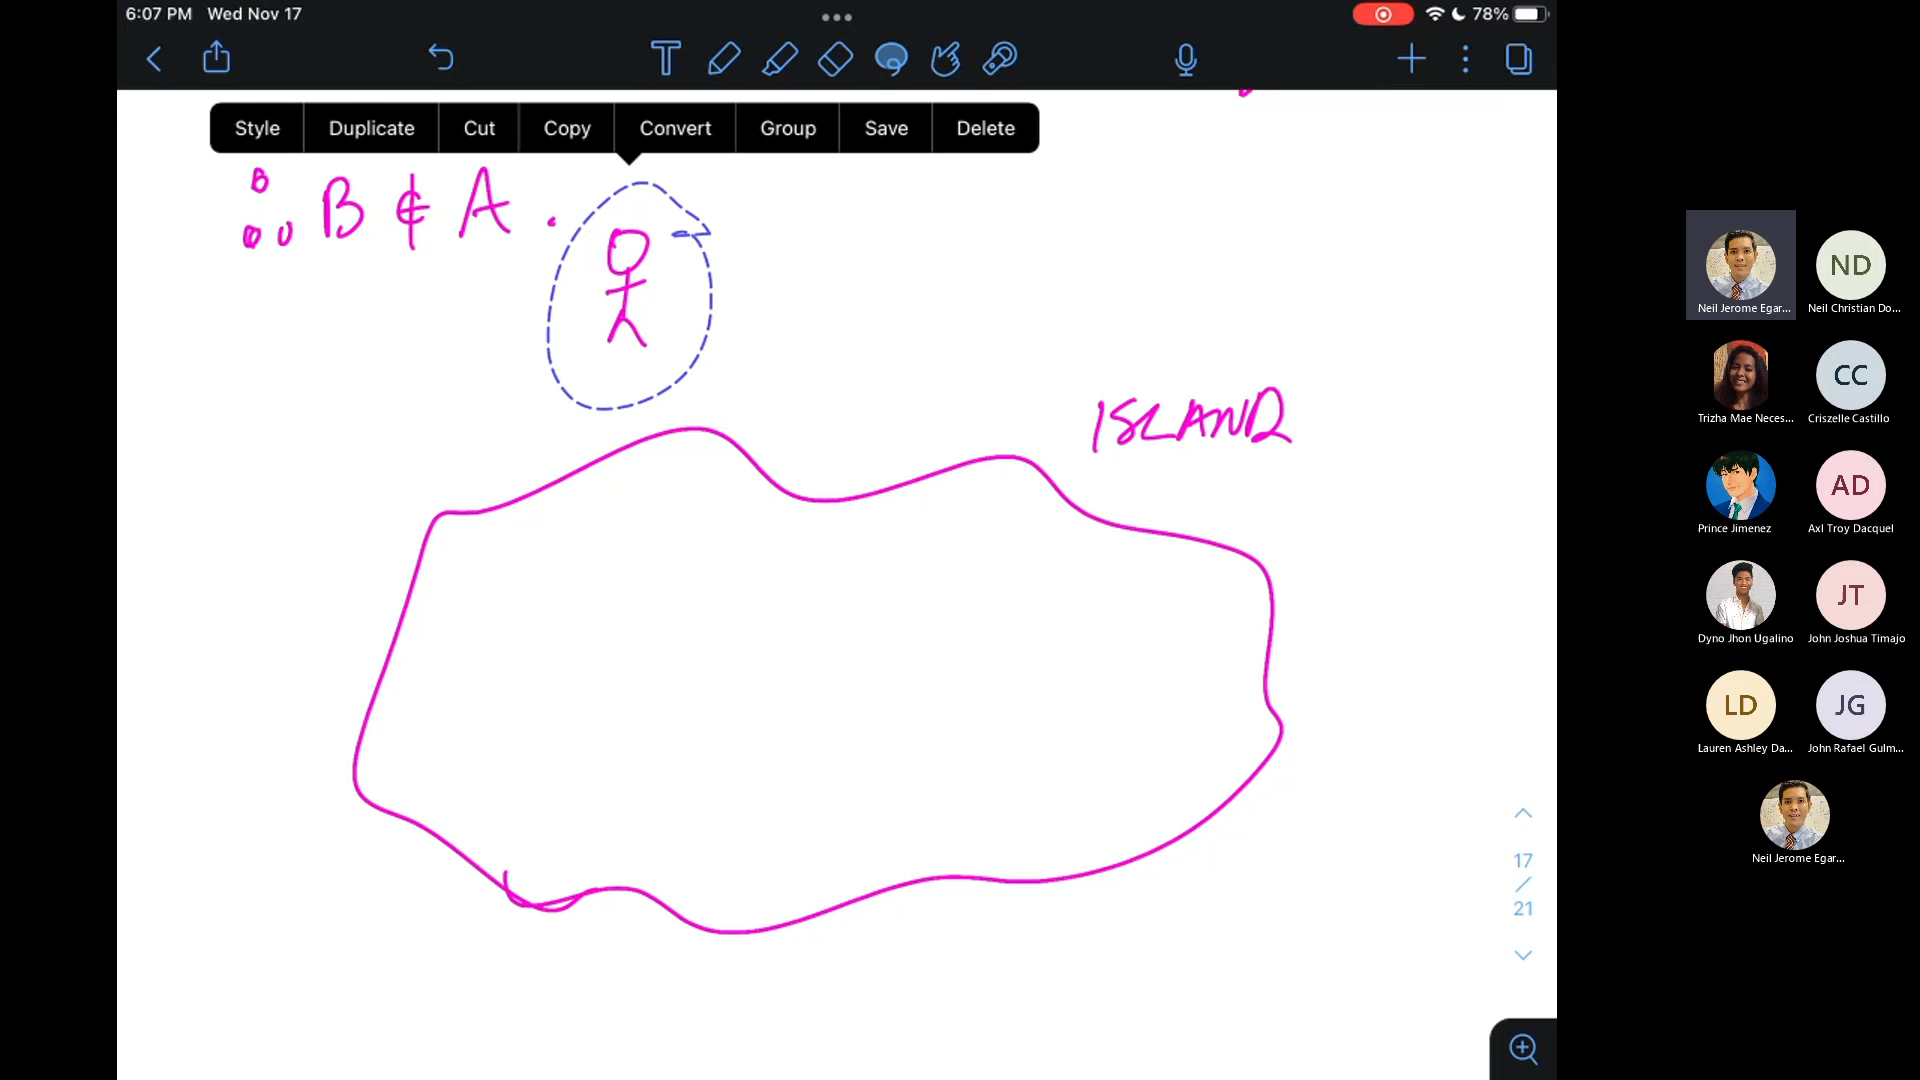 6:07 PM Wed Nov 17
78%
T
Style Duplicate Cut Copy Convert Group Save Delete
B & A .
ISLAND
17
/
21
Neil Jerome Egar...
ND
Neil Christian Do...
Trizha Mae Neces...
CC
Criszelle Castillo
Prince Jimenez
AD
Axl Troy Dacquel
Dyno Jhon Ugalino
JT
John Joshua Timajo
LD
Lauren Ashley Da...
JG
John Rafael Gulm...
Neil Jerome Egar...